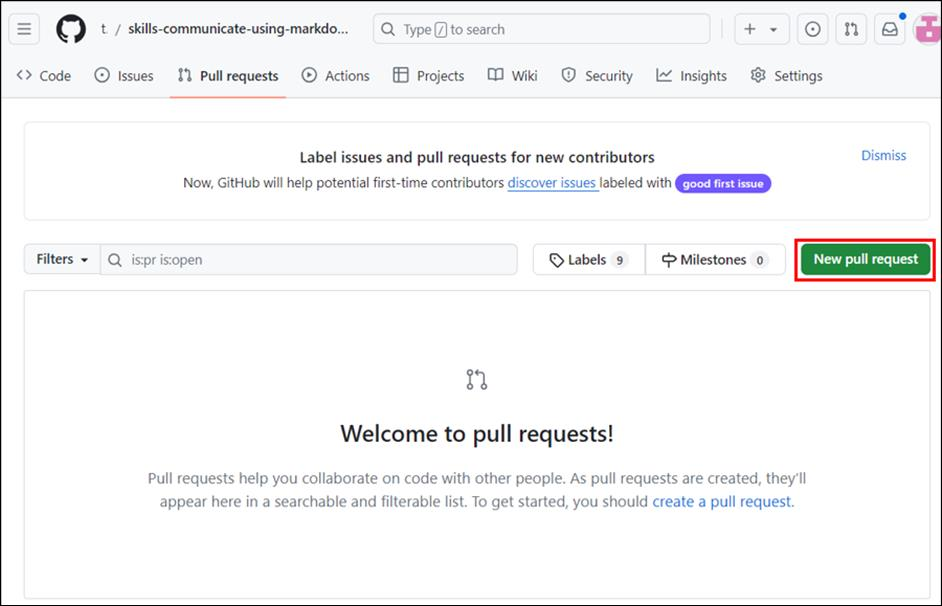 t. / skills-communicate-using-markdo... Type / to search
Code Issues Pull requests Actions Projects Wiki Security Insights Settings
Label issues and pull requests for new contributors
Dismiss
Now, GitHub will help potential first-time contributors discover issues labeled with good first issue
Filters is:pr is:open Labels 9 Milestones 0 New pull request
Welcome to pull requests!
Pull requests help you collaborate on code with other people. As pull requests are created, they'll
appear here in a searchable and filterable list. To get started, you should create a pull request.